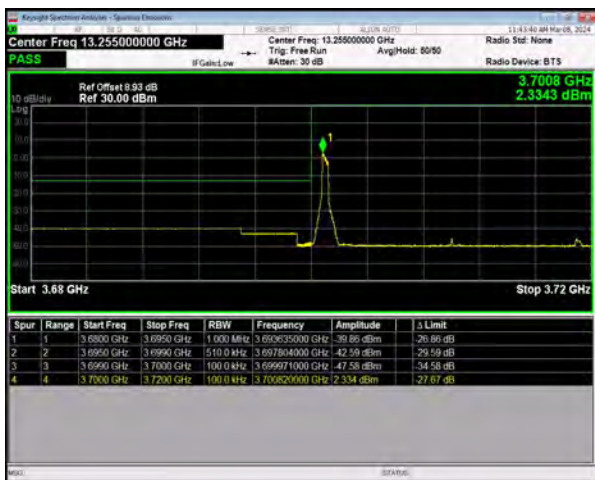 Keysight Spectrum Analyzer - Spurious Emissions
RF 50 Ω AC SENSE:INT ALIGN AUTO 11:43:40 AM Mar 08, 2024
Center Freq 13.255000000 GHz Center Freq: 13.255000000 GHz Radio Std: None
Trig: Free Run Avg|Hold: 50/50
PASS IFGain:Low #Atten: 30 dB Radio Device: BTS
3.7008 GHz
2.3343 dBm
Ref Offset 8.93 dB
10 dB/div Ref 30.00 dBm
Log
1
Start 3.68 GHz Stop 3.72 GHz
Spur Range Start Freq Stop Freq RBW Frequency Amplitude Δ Limit
1 1 3.6800 GHz 3.6950 GHz 1.000 MHz 3.693635000 GHz -39.86 dBm -26.86 dB
2 2 3.6950 GHz 3.6990 GHz 510.0 kHz 3.697804000 GHz -42.59 dBm -29.59 dB
3 3 3.6990 GHz 3.7000 GHz 100.0 kHz 3.699971000 GHz -47.58 dBm -34.58 dB
4 4 3.7000 GHz 3.7200 GHz 100.0 kHz 3.700820000 GHz 2.334 dBm -27.67 dB
MSG STATUS